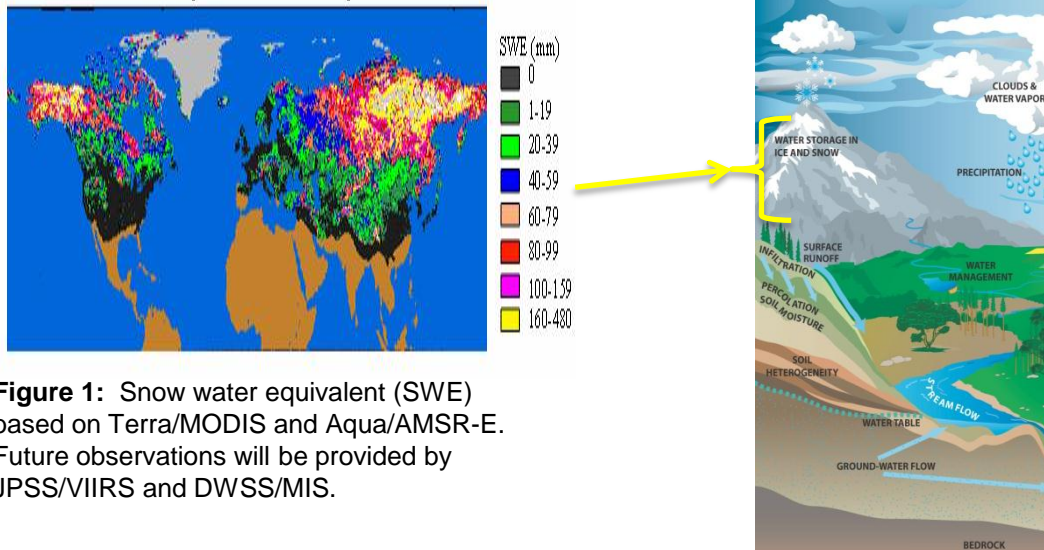 SWE (mm)
0
1-19
20-39
40-59
60-79
80-99
100-159
160-480
Figure 1: Snow water equivalent (SWE)
based on Terra/MODIS and Aqua/AMSR-E.
Future observations will be provided by
JPSS/VIIRS and DWSS/MIS.
CLOUDS &
WATER VAPOR
WATER STORAGE IN
ICE AND SNOW
PRECIPITATION
SURFACE
RUNOFF
INFILTRATION
WATER
MANAGEMENT
PERCOLATION
SOIL MOISTURE
SOIL
HETEROGENEITY
STREAM FLOW
WATER TABLE
GROUND-WATER FLOW
BEDROCK